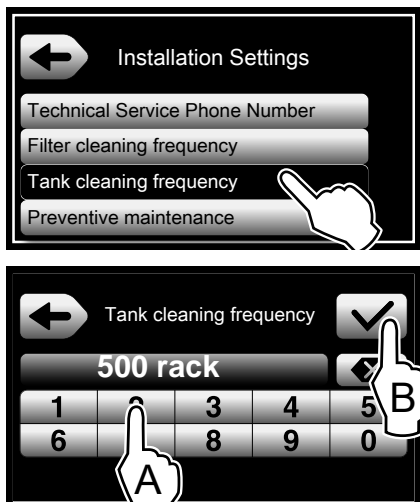 Installation Settings
Technical Service Phone Number
Filter cleaning frequency
Tank cleaning frequency
Preventive maintenance
Tank cleaning frequency
500 rack
1 2 3 4 5
6 8 9 0
A
B